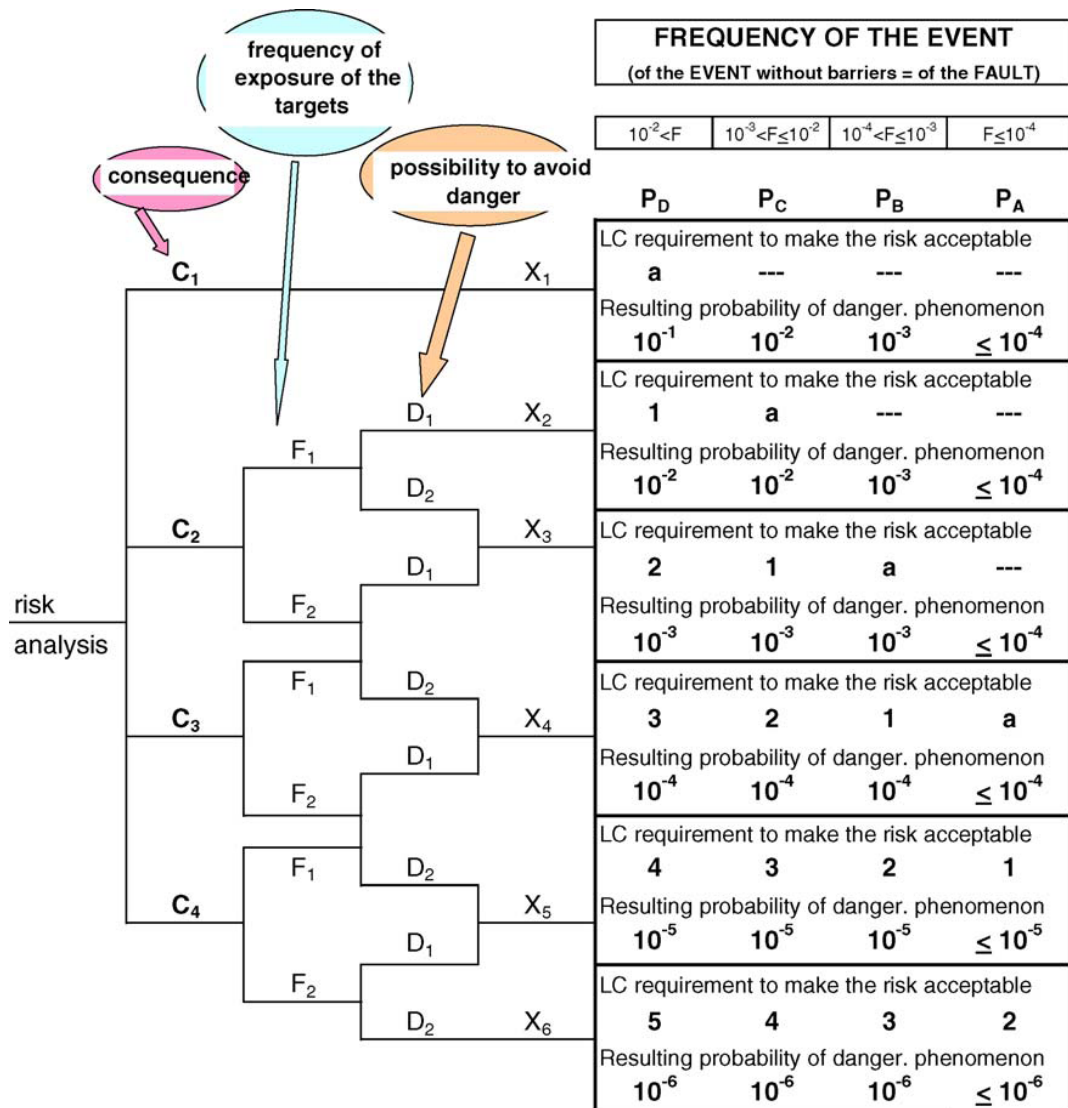 frequency of
exposure of the
targets
consequence
possibility to avoid
danger
FREQUENCY OF THE EVENT
(of the EVENT without barriers = of the FAULT)
10⁻²<F 10⁻³<F≤10⁻² 10⁻⁴<F≤10⁻³ F≤10⁻⁴
P_D P_C P_B P_A
C₁ X₁
LC requirement to make the risk acceptable
a --- --- ---
Resulting probability of danger. phenomenon
10⁻¹ 10⁻² 10⁻³ ≤ 10⁻⁴
D₁ X₂
LC requirement to make the risk acceptable
1 a --- ---
F₁
Resulting probability of danger. phenomenon
10⁻² 10⁻² 10⁻³ ≤ 10⁻⁴
D₂
C₂ X₃
LC requirement to make the risk acceptable
2 1 a ---
D₁
risk
F₂
Resulting probability of danger. phenomenon
10⁻³ 10⁻³ 10⁻³ ≤ 10⁻⁴
analysis
F₁ D₂
C₃ X₄
LC requirement to make the risk acceptable
3 2 1 a
D₁
Resulting probability of danger. phenomenon
10⁻⁴ 10⁻⁴ 10⁻⁴ ≤ 10⁻⁴
F₂
F₁ D₂
LC requirement to make the risk acceptable
4 3 2 1
C₄ X₅
Resulting probability of danger. phenomenon
10⁻⁵ 10⁻⁵ 10⁻⁵ ≤ 10⁻⁵
D₁
F₂
D₂ X₆
LC requirement to make the risk acceptable
5 4 3 2
Resulting probability of danger. phenomenon
10⁻⁶ 10⁻⁶ 10⁻⁶ ≤ 10⁻⁶